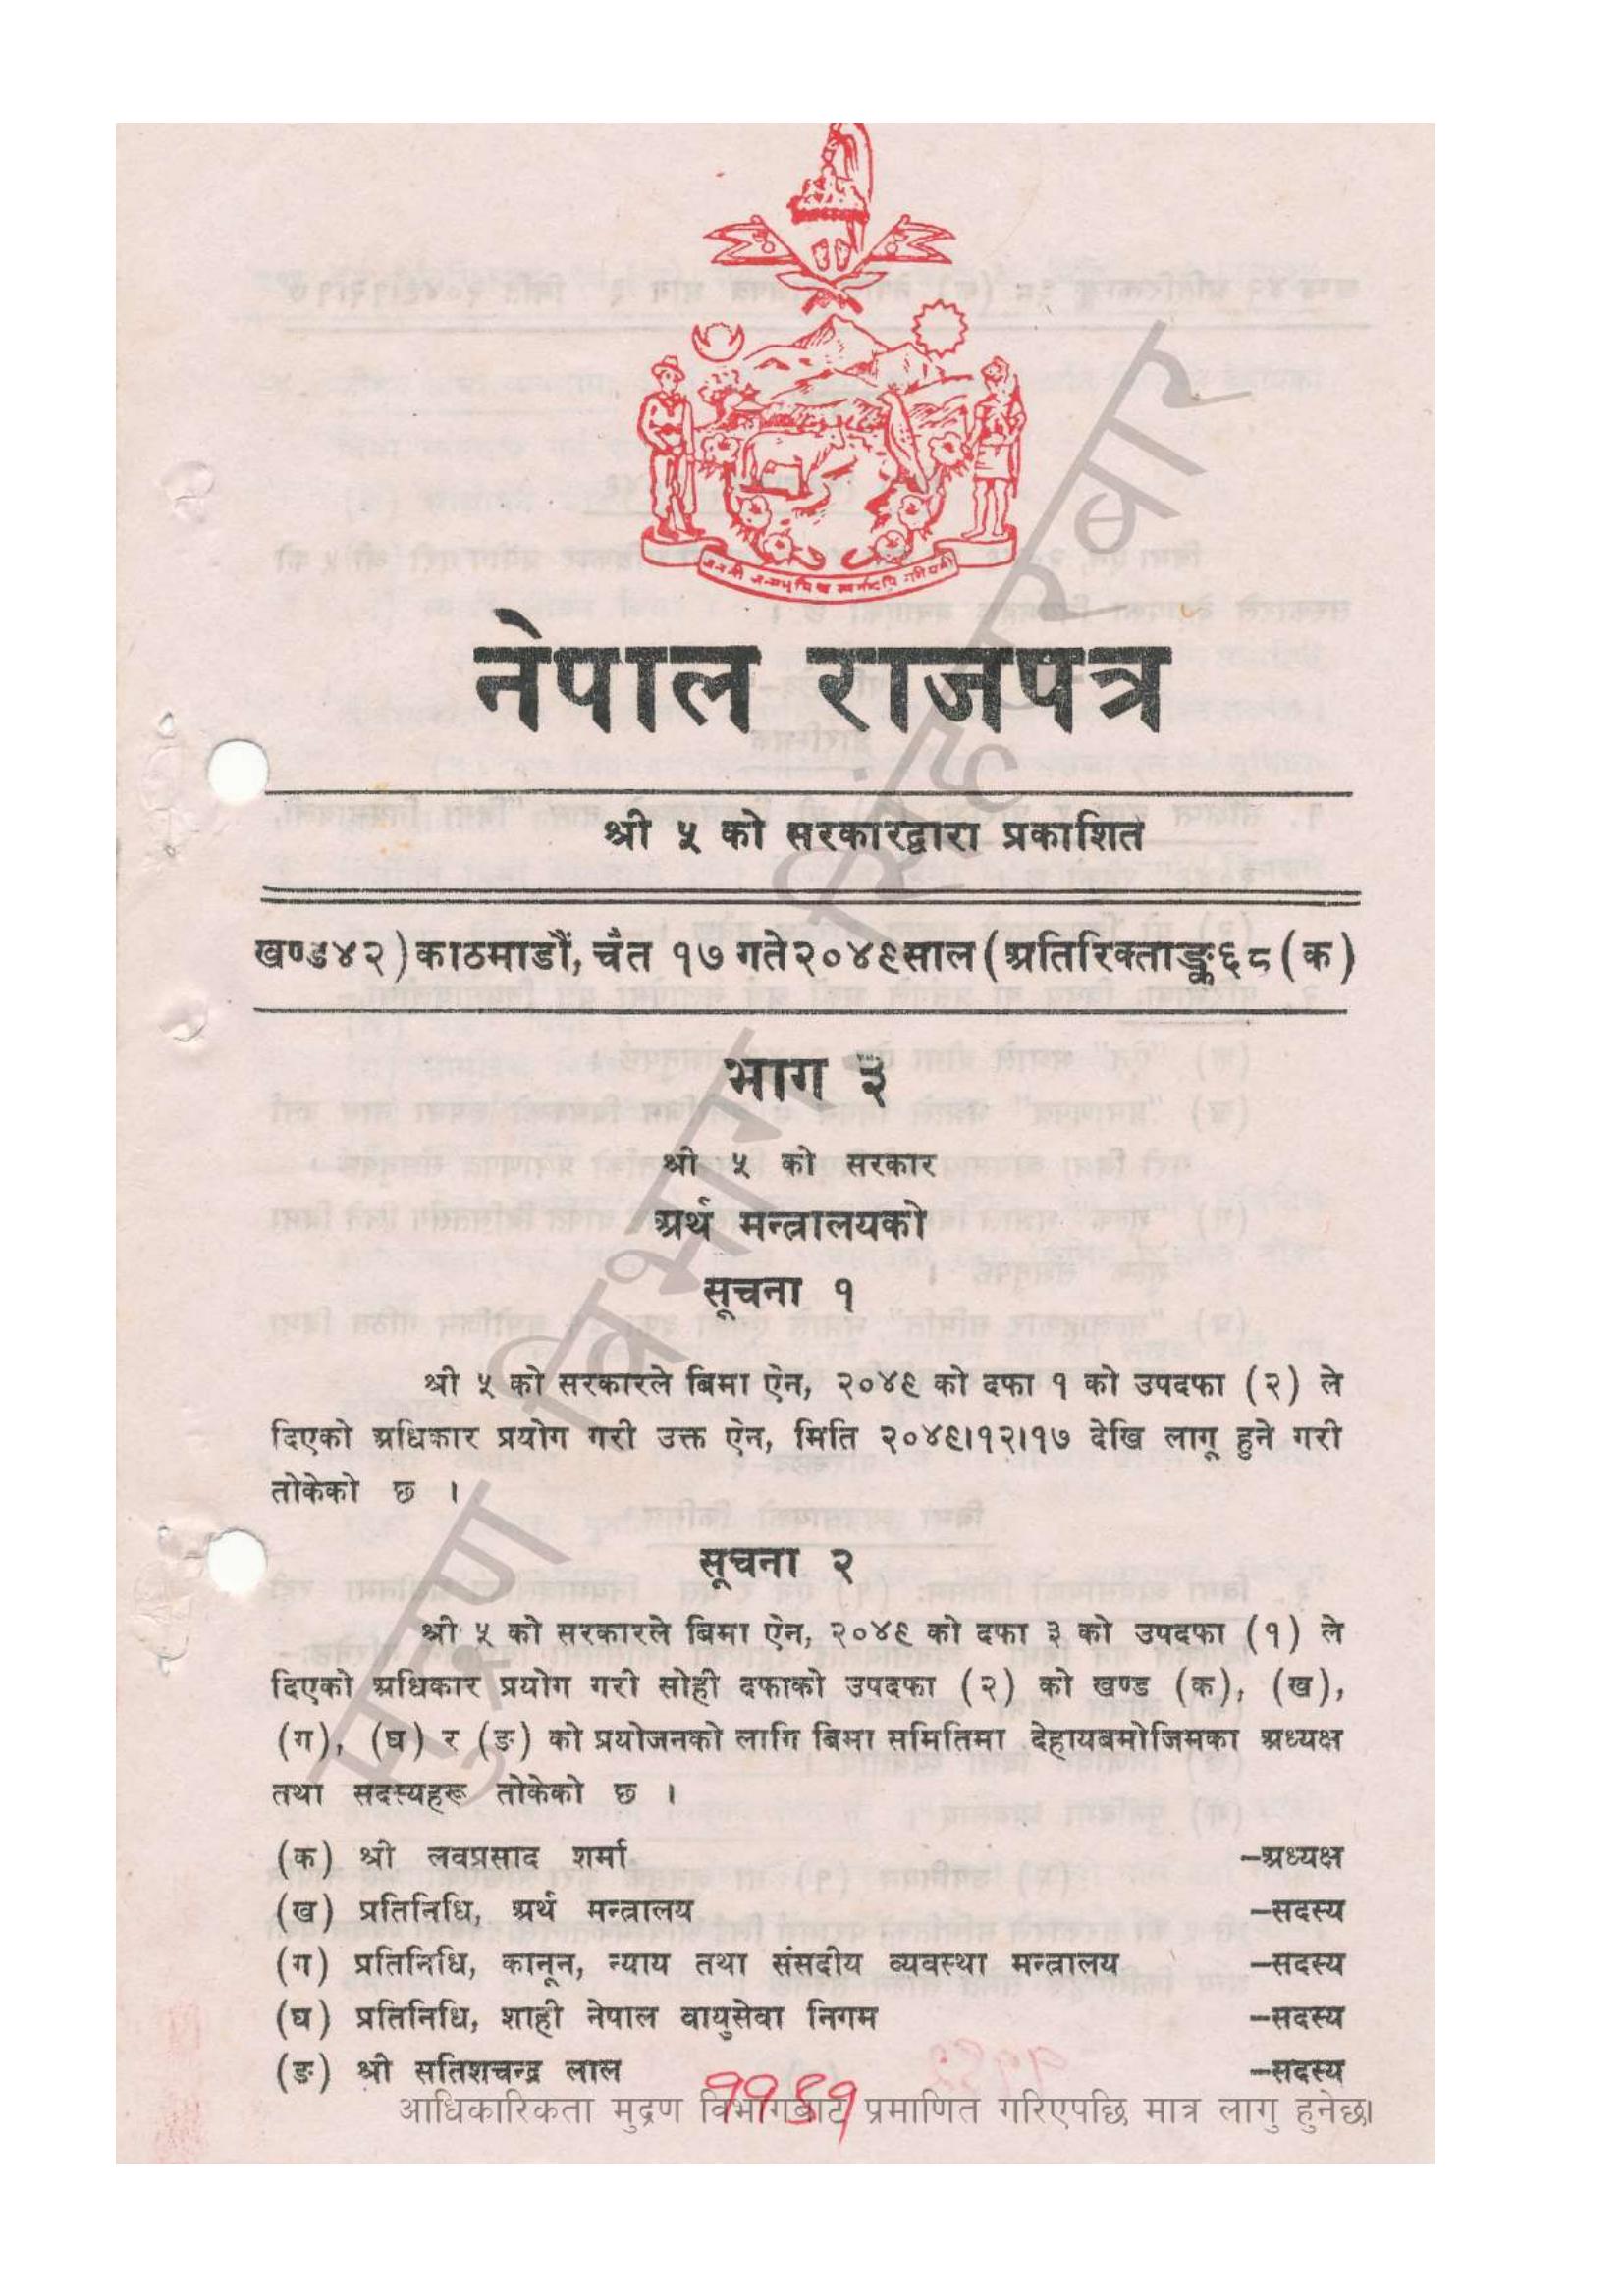 जननी जन्मभूमिश्च स्वर्गादपि गरीयसी
नेपाल राजपत्र
श्री ५ को सरकारद्वारा प्रकाशित
खण्ड४२) काठमाडौं, चैत १७ गते२०४९साल (अतिरिक्ताङ्क६८ (क)
भाग ३
श्री ५ को सरकार
अर्थ मन्त्रालयको
सूचना १
श्री ५ को सरकारले बिमा ऐन, २०४९ को दफा १ को उपदफा (२) ले
दिएको अधिकार प्रयोग गरी उक्त ऐन, मिति २०४९।१२।१७ देखि लागू हुने गरी
तोकेको छ ।
सूचना २
श्री ५ को सरकारले बिमा ऐन, २०४९ को दफा ३ को उपदफा (१) ले
दिएको अधिकार प्रयोग गरी सोही दफाको उपदफा (२) को खण्ड (क), (ख),
(ग), (घ) र (ङ) को प्रयोजनको लागि बिमा समितिमा देहायबमोजिमका अध्यक्ष
तथा सदस्यहरू तोकेको छ ।
(क) श्री लवप्रसाद शर्मा –अध्यक्ष
(ख) प्रतिनिधि, अर्थ मन्त्रालय –सदस्य
(ग) प्रतिनिधि, कानून, न्याय तथा संसदीय व्यवस्था मन्त्रालय –सदस्य
(घ) प्रतिनिधि, शाही नेपाल वायुसेवा निगम –सदस्य
(ङ) श्री सतिशचन्द्र लाल –सदस्य
आधिकारिकता मुद्रण विभागबाट प्रमाणित गरिएपछि मात्र लागु हुनेछ।
मुद्रण विभाग, सिंहदरवार